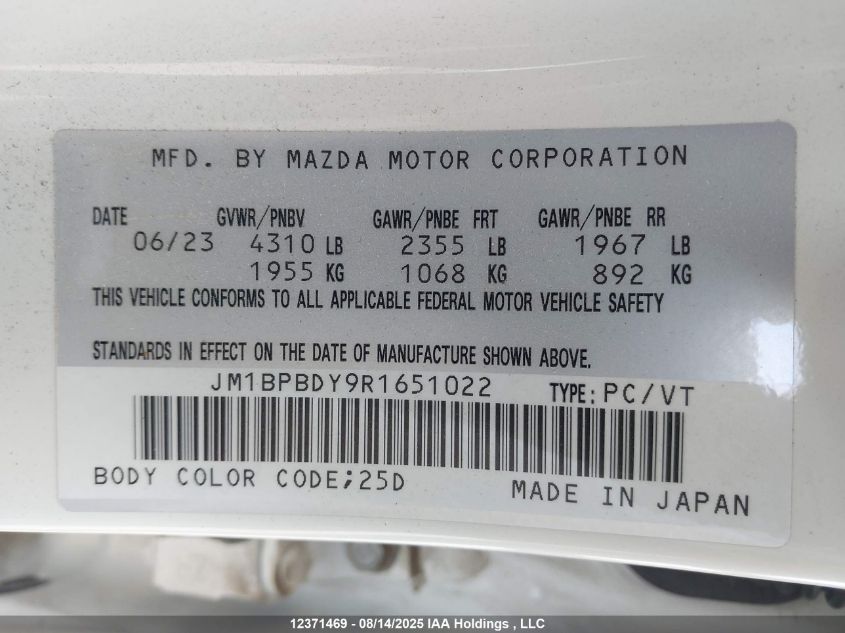 MFD. BY MAZDA MOTOR CORPORATION
DATE GVWR/PNBV GAWR/PNBE FRT GAWR/PNBE RR
06/23 4310 LB 2355 LB 1967 LB
1955 KG 1068 KG 892 KG
THIS VEHICLE CONFORMS TO ALL APPLICABLE FEDERAL MOTOR VEHICLE SAFETY
STANDARDS IN EFFECT ON THE DATE OF MANUFACTURE SHOWN ABOVE.
JM1BPBDY9R1651022 TYPE: PC/VT
BODY COLOR CODE;25D MADE IN JAPAN
12371469 - 08/14/2025 IAA Holdings , LLC